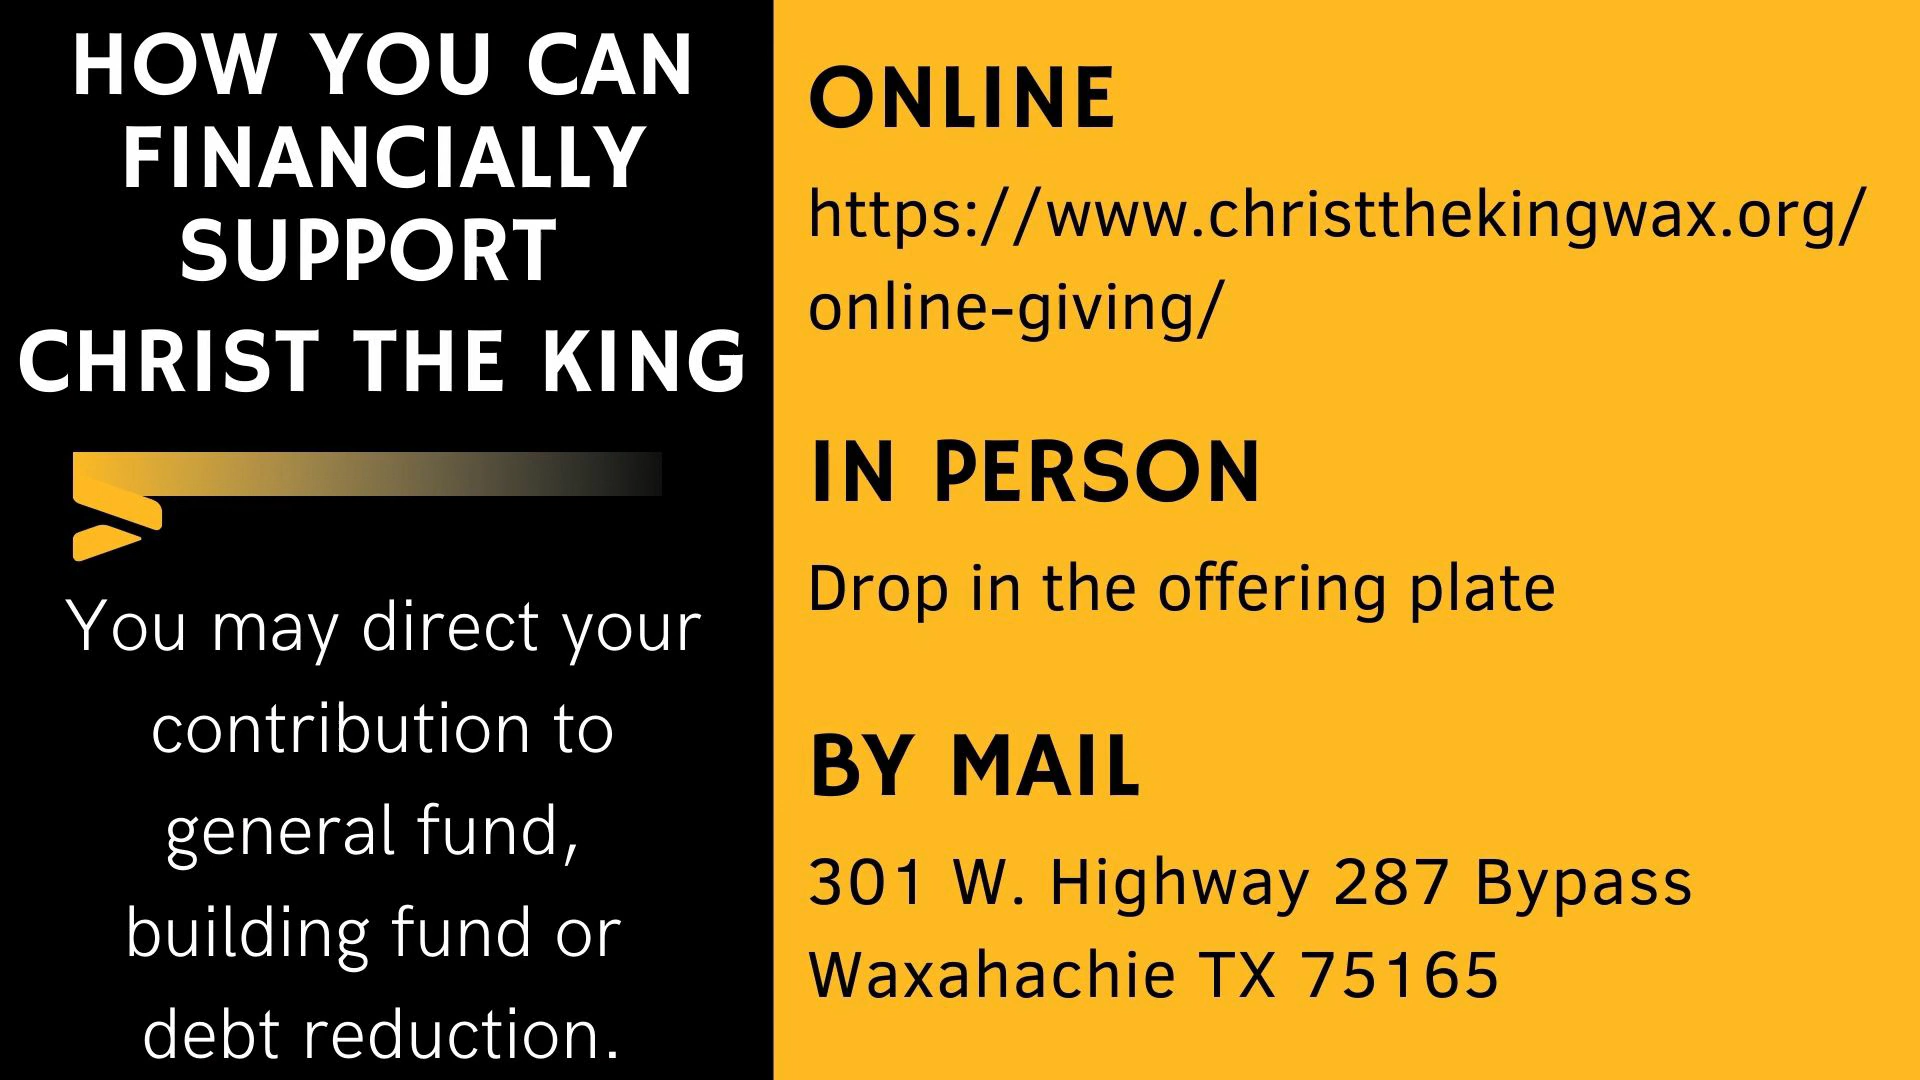 HOW YOU CAN
FINANCIALLY
SUPPORT
CHRIST THE KING
You may direct your
contribution to
general fund,
building fund or
debt reduction.
ONLINE
https://www.christthekingwax.org/
online-giving/
IN PERSON
Drop in the offering plate
BY MAIL
301 W. Highway 287 Bypass
Waxahachie TX 75165